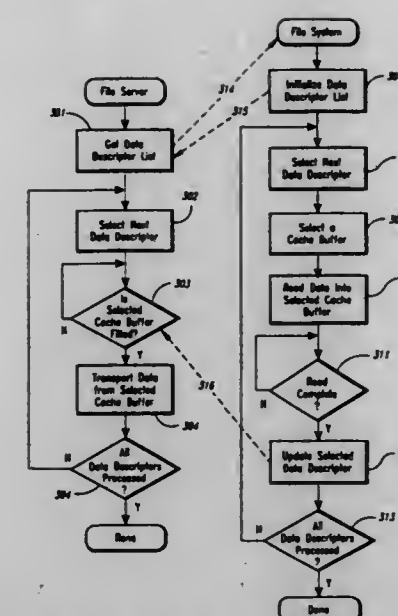 File Server
301
Get Data
Descriptor List
302
Select Next
Data Descriptor
303
Is
Selected
Cache Buffer
Filled?
N
Y
Transport Data
from Selected
Cache Buffer
304
All
Data Descriptors
Processed
?
N
Y
304
Done
314
315
316
File System
Initialize Data
Descriptor List
Select Next
Data Descriptor
Select a
Cache Buffer
Read Data Into
Selected Cache
Buffer
311
Read
Complete
?
N
Y
Update Selected
Data Descriptor
313
All
Data Descriptors
Processed
?
N
Y
Done